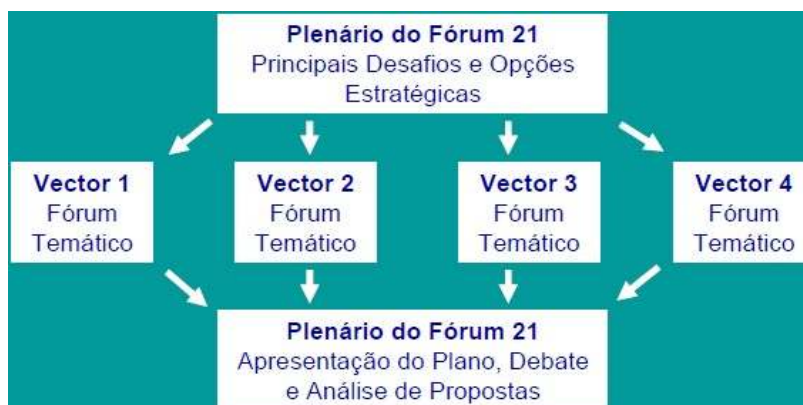 Plenário do Fórum 21
Principais Desafios e Opções
Estratégicas
Vector 1
Fórum
Temático
Vector 2
Fórum
Temático
Vector 3
Fórum
Temático
Vector 4
Fórum
Temático
Plenário do Fórum 21
Apresentação do Plano, Debate
e Análise de Propostas